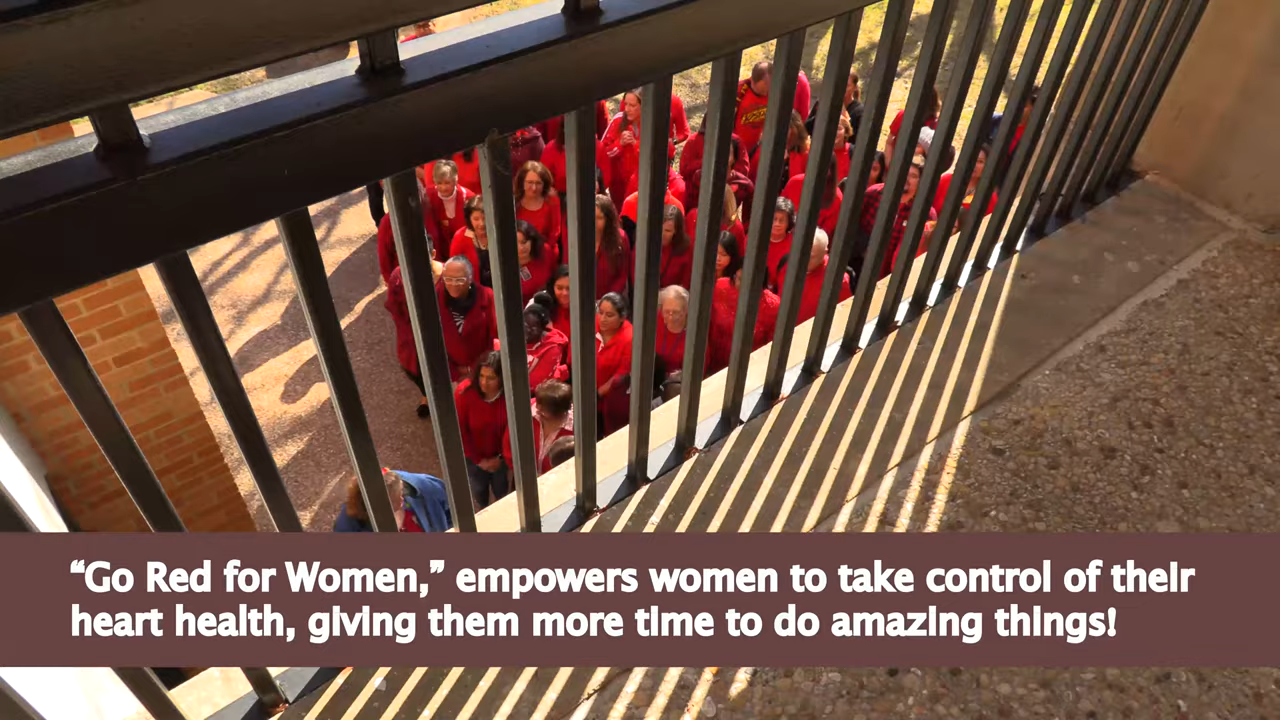 “Go Red for Women,” empowers women to take control of their
heart health, giving them more time to do amazing things!